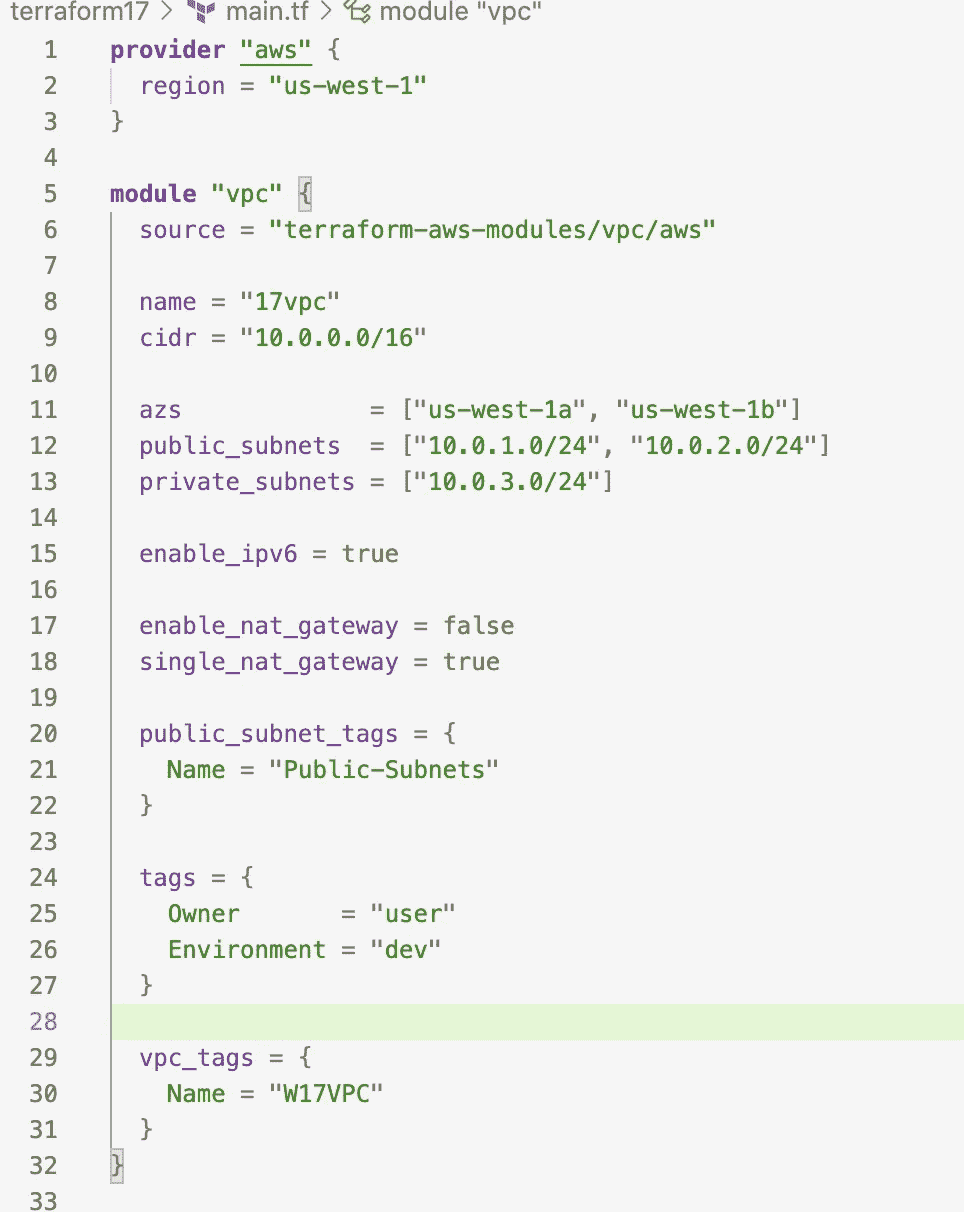 terraform17 > main.tf > module "vpc"
1 provider "aws" {
2   region = "us-west-1"
3 }
4
5 module "vpc" {
6   source = "terraform-aws-modules/vpc/aws"
7
8   name = "17vpc"
9   cidr = "10.0.0.0/16"
10
11   azs             = ["us-west-1a", "us-west-1b"]
12   public_subnets  = ["10.0.1.0/24", "10.0.2.0/24"]
13   private_subnets = ["10.0.3.0/24"]
14
15   enable_ipv6 = true
16
17   enable_nat_gateway = false
18   single_nat_gateway = true
19
20   public_subnet_tags = {
21     Name = "Public-Subnets"
22   }
23
24   tags = {
25     Owner       = "user"
26     Environment = "dev"
27   }
28
29   vpc_tags = {
30     Name = "W17VPC"
31   }
32 }
33